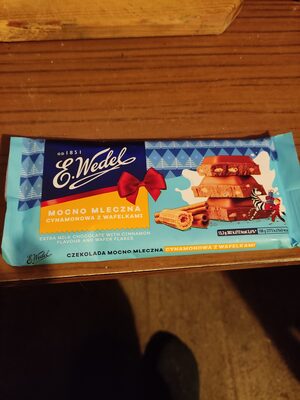 OD 1851
E. Wedel
MOCNO MLECZNA
CYNAMONOWA Z WAFELKAMI
EXTRA MILK CHOCOLATE WITH CINNAMON
FLAVOUR AND WAFER FLAKES
CZEKOLADA MOCNO MLECZNA CYNAMONOWA Z WAFELKAMI
E. Wedel